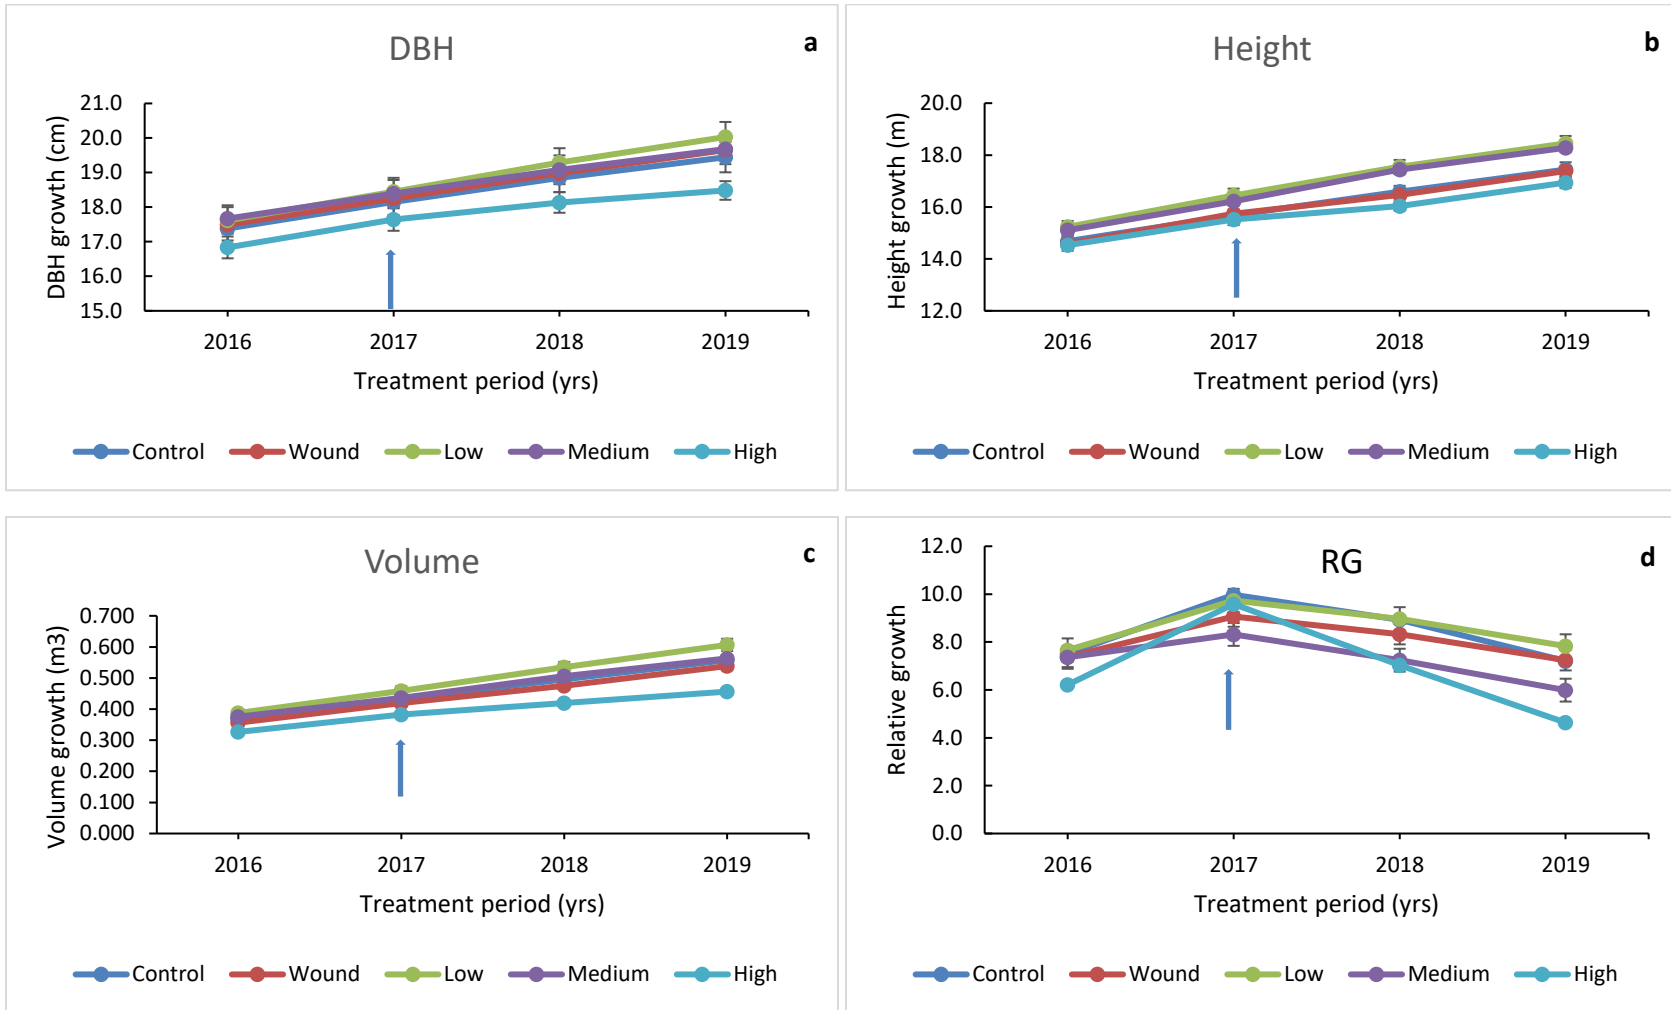 DBH
a
DBH growth (cm)
21.0
20.0
19.0
18.0
17.0
16.0
15.0
2016 2017 2018 2019
Treatment period (yrs)
Control Wound Low Medium High
Height
b
Height growth (m)
20.0
18.0
16.0
14.0
12.0
2016 2017 2018 2019
Treatment period (yrs)
Control Wound Low Medium High
Volume
c
Volume growth (m3)
0.700
0.600
0.500
0.400
0.300
0.200
0.100
0.000
2016 2017 2018 2019
Treatment period (yrs)
Control Wound Low Medium High
RG
d
Relative growth
12.0
10.0
8.0
6.0
4.0
2.0
0.0
2016 2017 2018 2019
Treatment period (yrs)
Control Wound Low Medium High